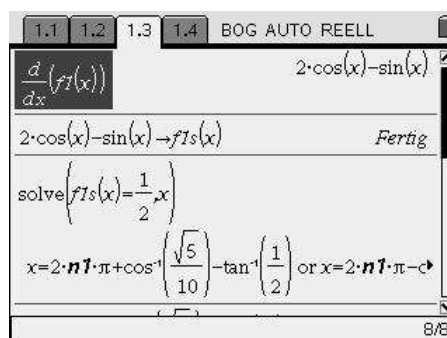 1.1 1.2 1.3 1.4 BOG AUTO REELL
d/dx(f1(x)) 2·cos(x)−sin(x)
2·cos(x)−sin(x)→f1s(x) Fertig
solve(f1s(x)=1/2,x)
x=2·n1·π+cos⁻¹(√5/10)−tan⁻¹(1/2) or x=2·n1·π−c▸
8/8